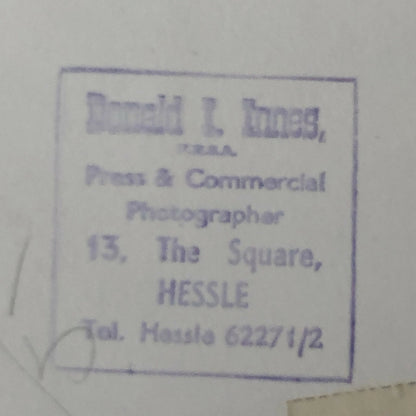 Donald I. Innes,
F.R.S.A.
Press & Commercial
Photographer
13, The Square,
HESSLE
Tel. Hessle 62271/2